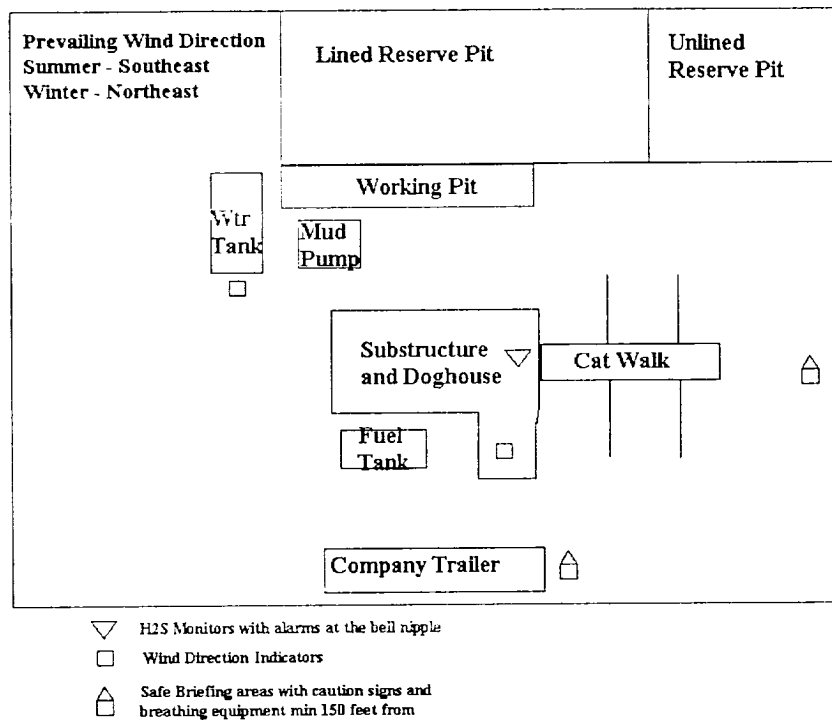 Prevailing Wind Direction
Summer - Southeast
Winter - Northeast
Lined Reserve Pit
Unlined
Reserve Pit
Working Pit
Wtr
Tank
Mud
Pump
Substructure
and Doghouse
Cat Walk
Fuel
Tank
Company Trailer
H2S Monitors with alarms at the bell nipple
Wind Direction Indicators
Safe Briefing areas with caution signs and
breathing equipment min 150 feet from